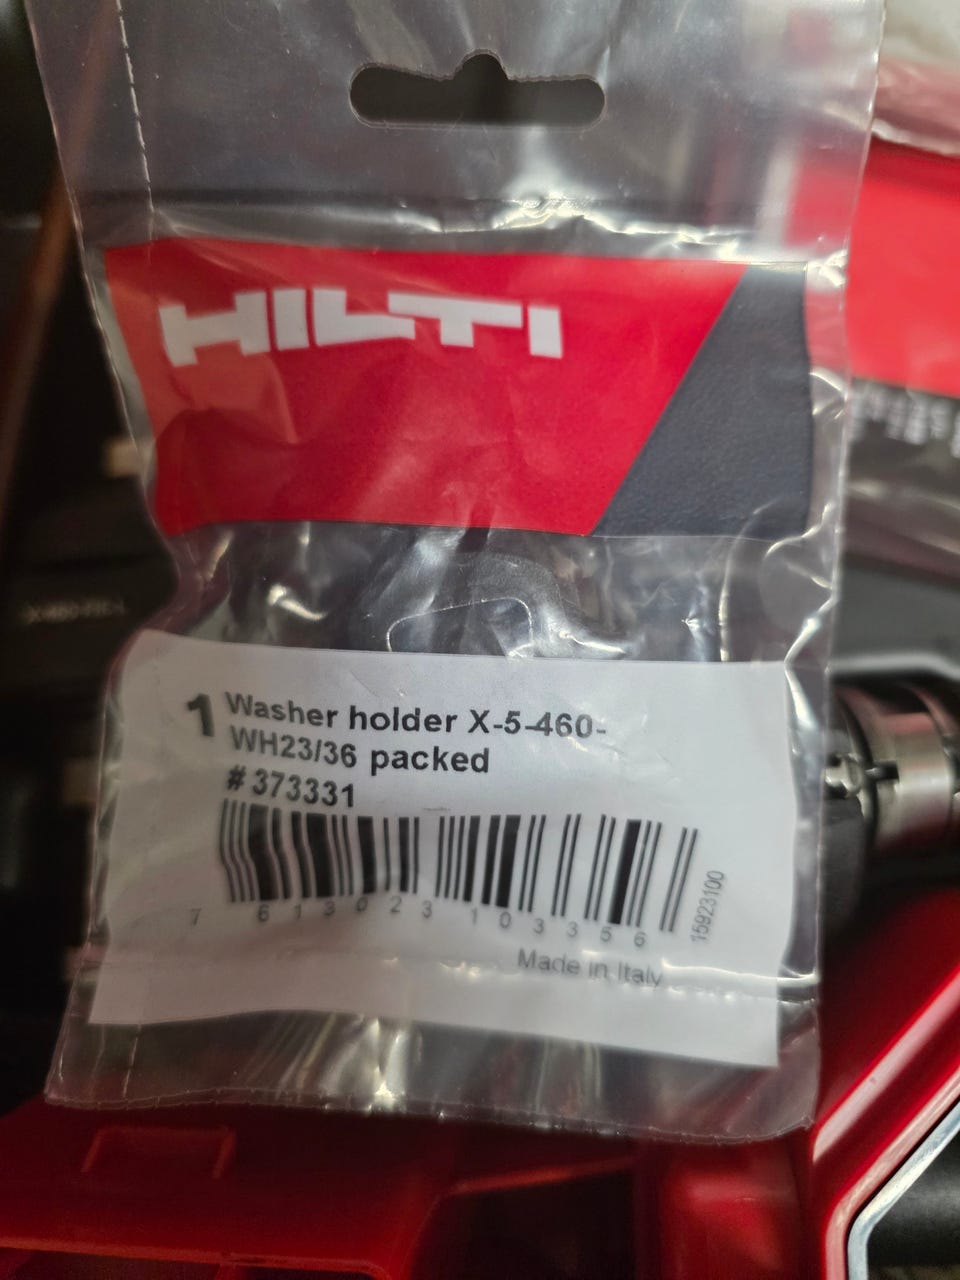 HILTI
1 Washer holder X-5-460-
WH23/36 packed
# 373331
7 613023 103356
15923100
Made in Italy